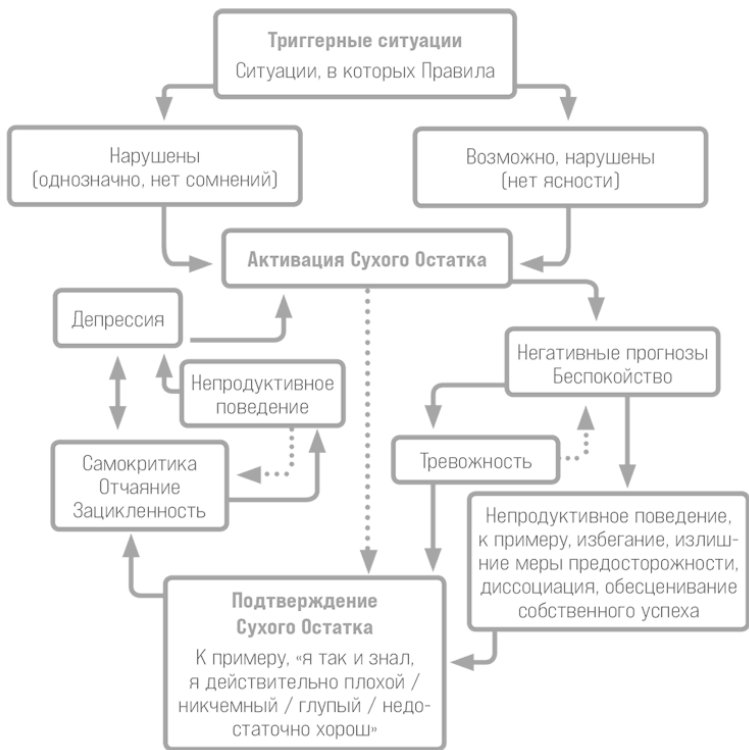 Триггерные ситуации
Ситуации, в которых Правила
Нарушены
(однозначно, нет сомнений)
Возможно, нарушены
(нет ясности)
Активация Сухого Остатка
Депрессия
Негативные прогнозы
Беспокойство
Непродуктивное
поведение
Тревожность
Самокритика
Отчаяние
Зацикленность
Непродуктивное поведение,
к примеру, избегание, излиш-
ние меры предосторожности,
диссоциация, обесценивание
собственного успеха
Подтверждение
Сухого Остатка
К примеру, «я так и знал,
я действительно плохой /
никчемный / глупый / недо-
статочно хорош»